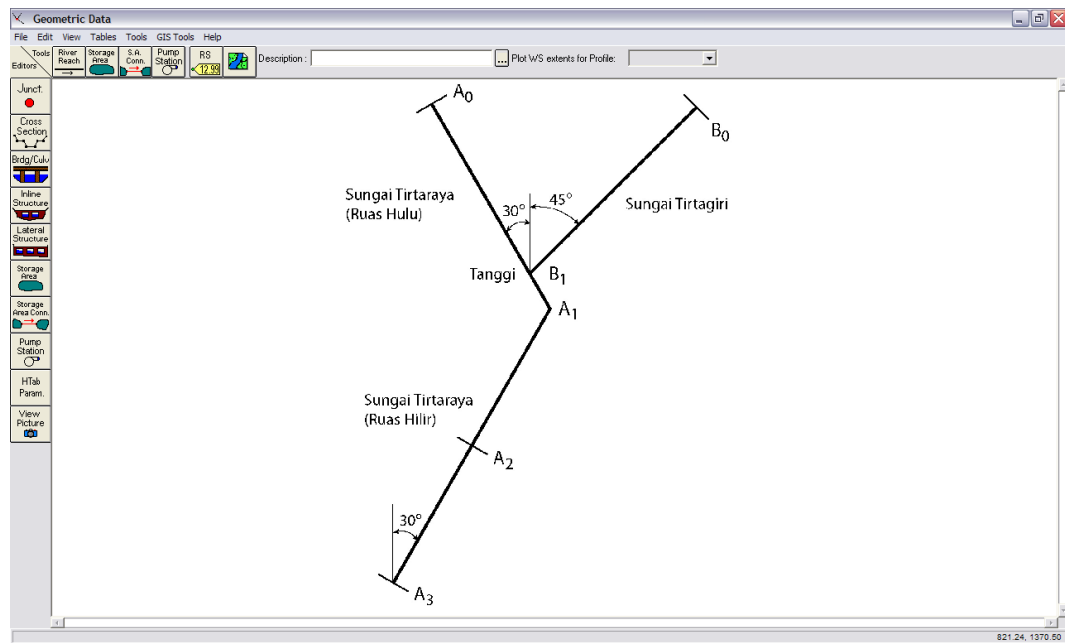 Geometric Data
File Edit View Tables Tools GIS Tools Help
Tools
Editors
River
Reach
Storage
Area
S.A.
Conn.
Pump
Station
RS
12.99
Description :
...
Plot WS extents for Profile:
Junct.
Cross
Section
Brdg/Culv
Inline
Structure
Lateral
Structure
Storage
Area
Storage
Area Conn.
Pump
Station
HTab
Param.
View
Picture
A0
B0
Sungai Tirtaraya
(Ruas Hulu)
30°
45°
Sungai Tirtagiri
Tanggi
B1
A1
Sungai Tirtaraya
(Ruas Hilir)
A2
30°
A3
821.24, 1370.50